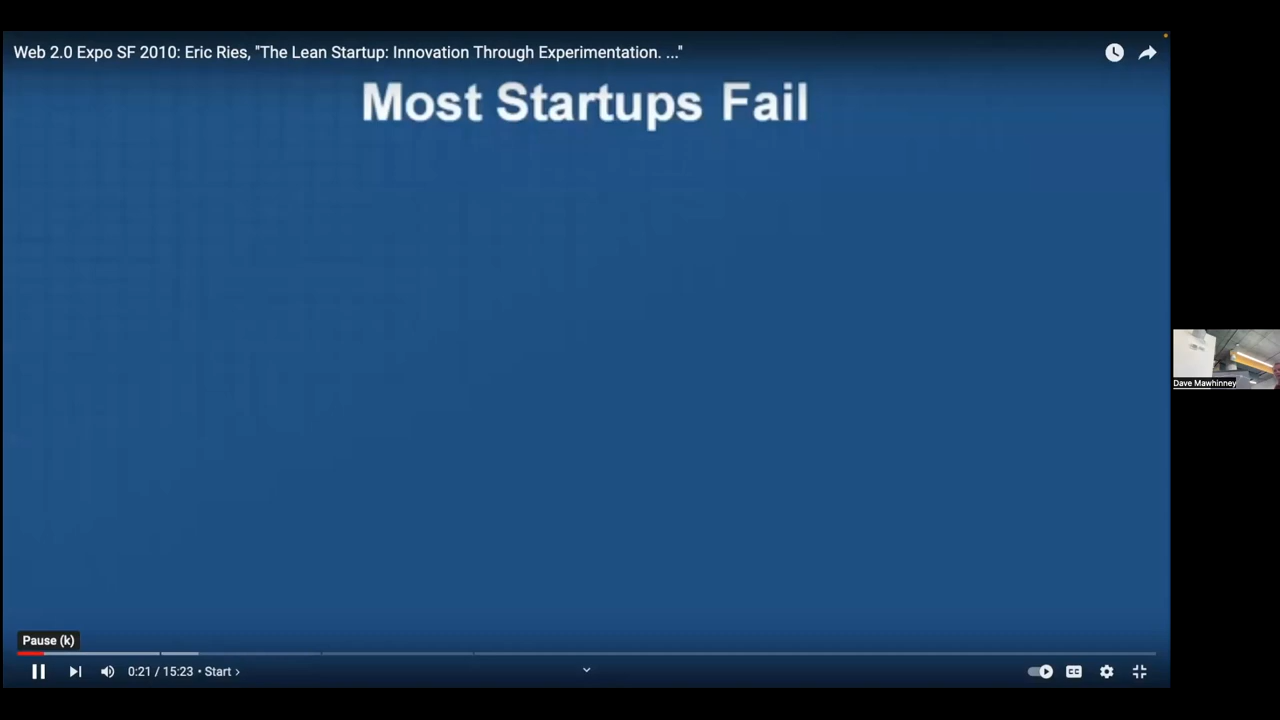 Web 2.0 Expo SF 2010: Eric Ries, "The Lean Startup: Innovation Through Experimentation. ..."
Most Startups Fail
Dave Mawhinney
Pause (k)
0:21 / 15:23 • Start ›
CC